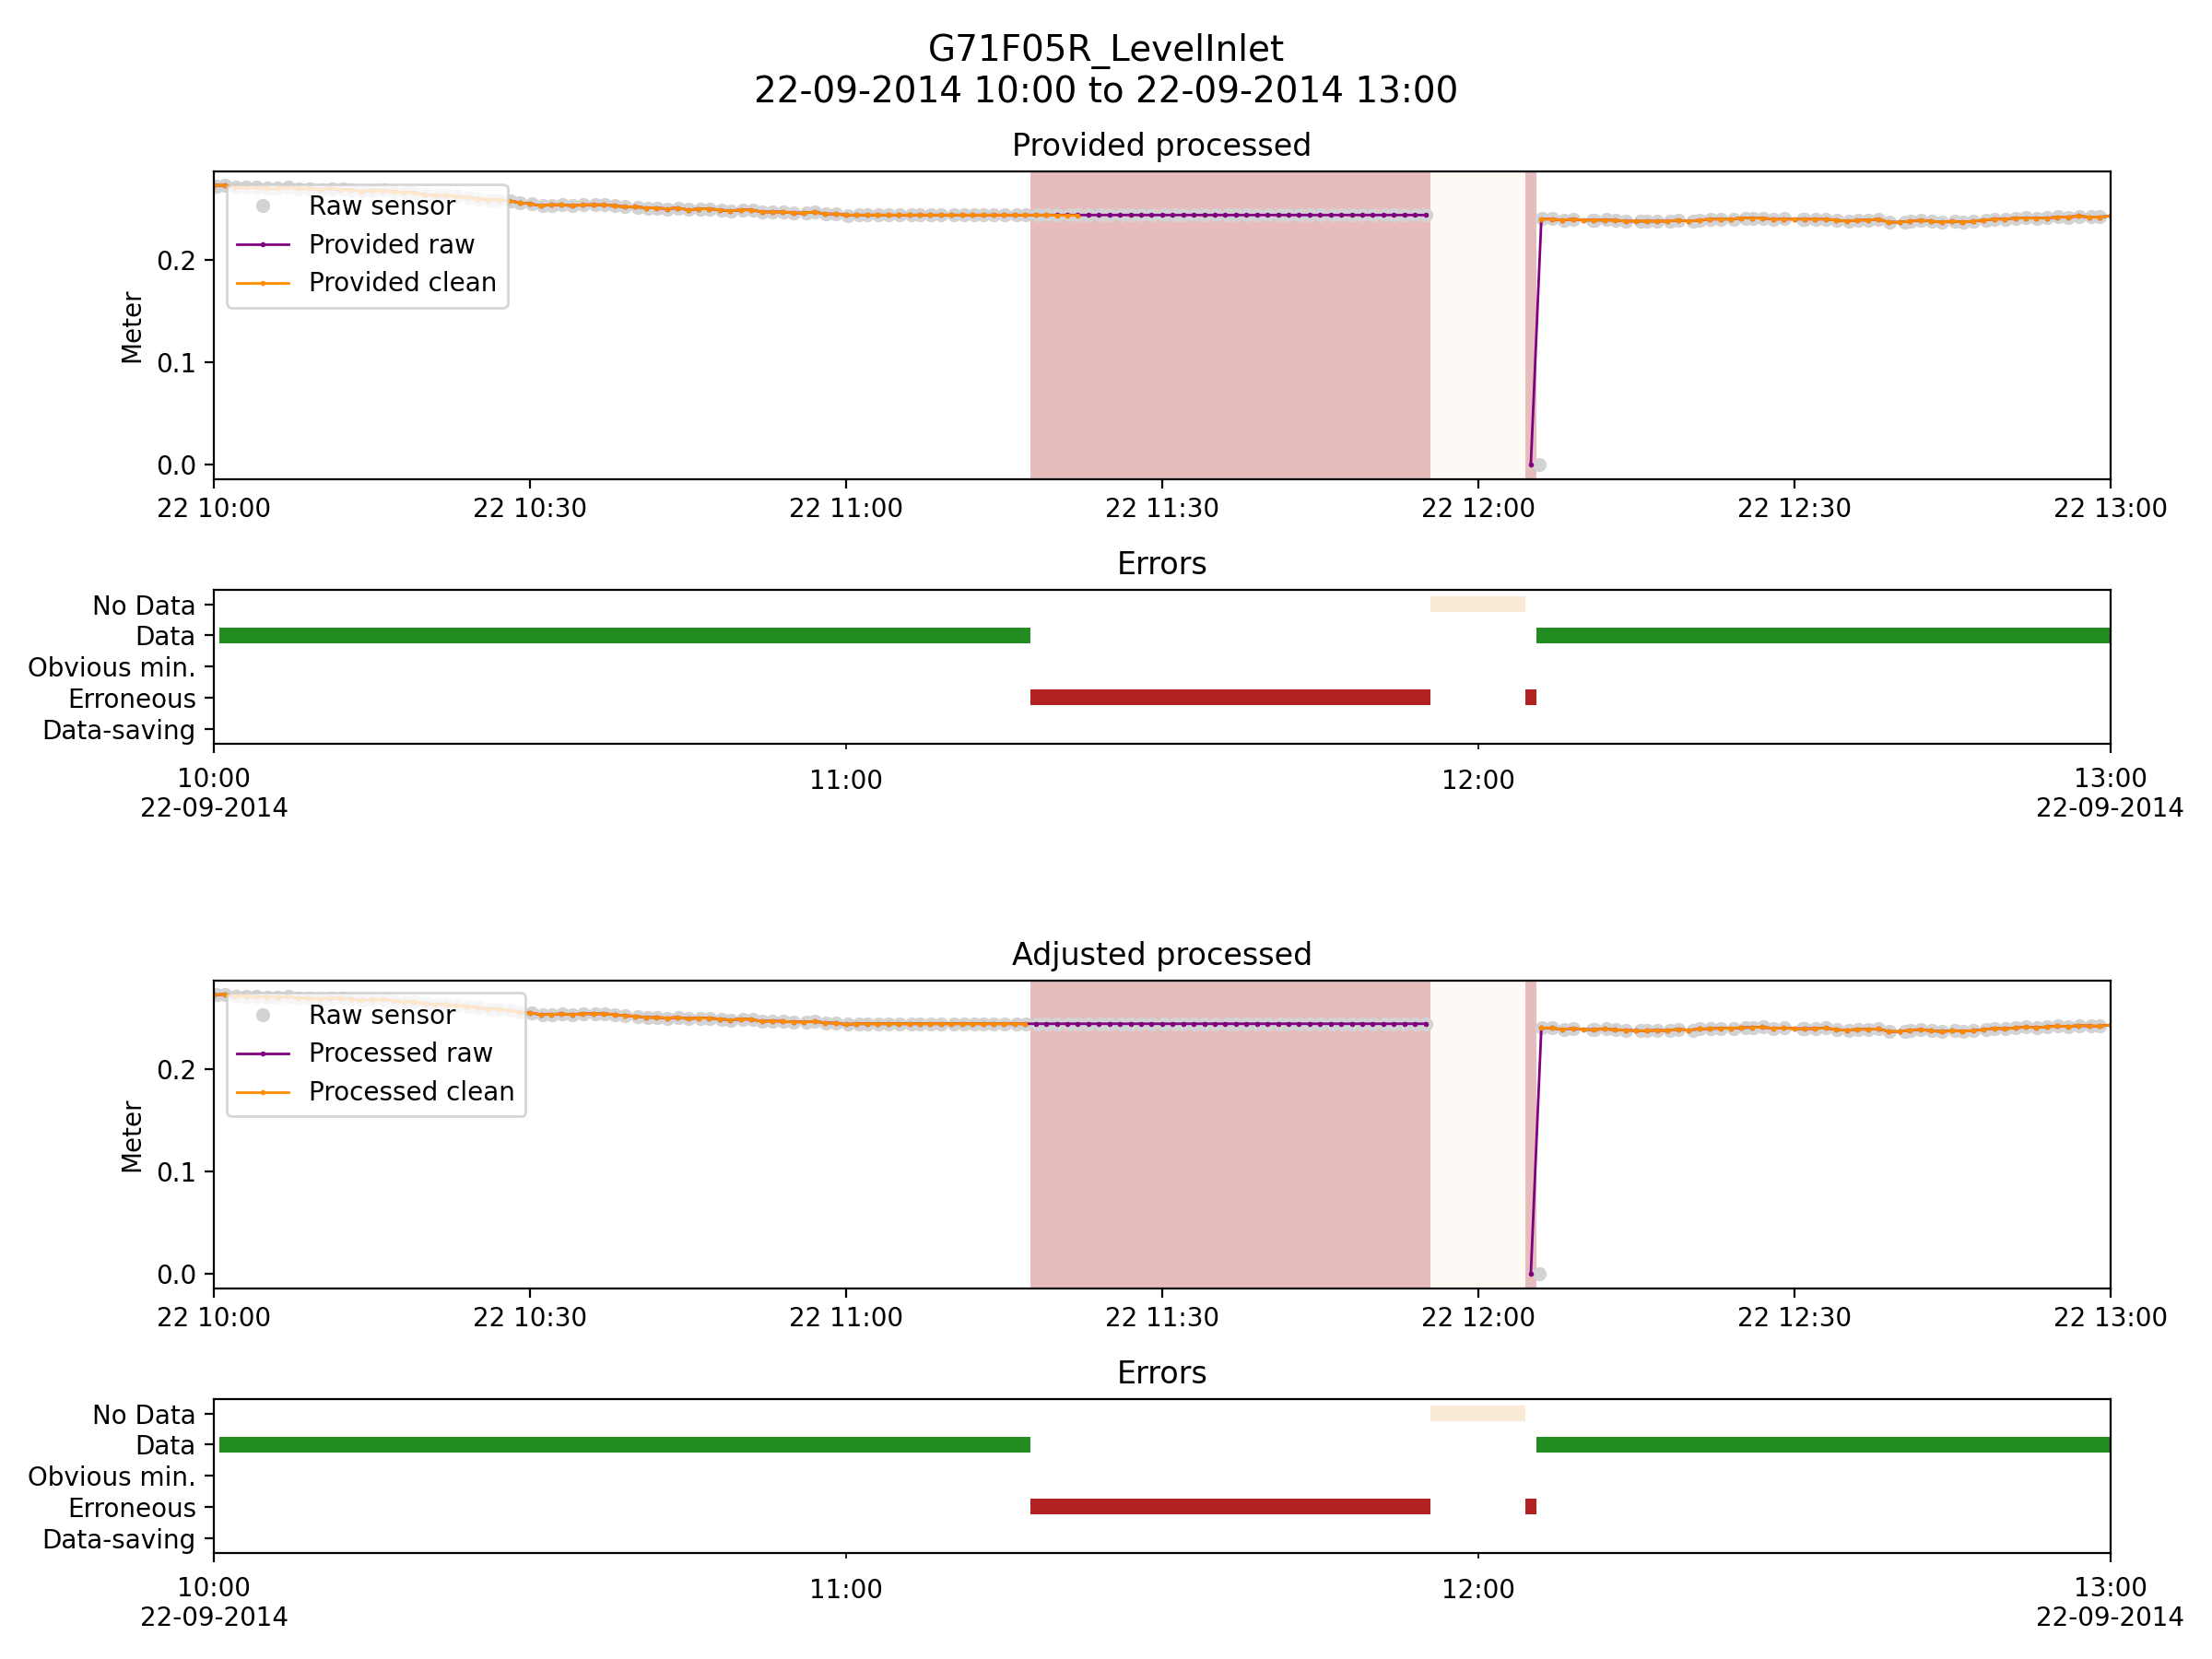 G71F05R_LevelInlet
22-09-2014 10:00 to 22-09-2014 13:00
Provided processed
Raw sensor
Provided raw
Provided clean
Meter
0.2
0.1
0.0
22 10:00 22 10:30 22 11:00 22 11:30 22 12:00 22 12:30 22 13:00
Errors
No Data
Data
Obvious min.
Erroneous
Data-saving
10:00 11:00 12:00 13:00
22-09-2014 22-09-2014
Adjusted processed
Raw sensor
Processed raw
Processed clean
Meter
0.2
0.1
0.0
22 10:00 22 10:30 22 11:00 22 11:30 22 12:00 22 12:30 22 13:00
Errors
No Data
Data
Obvious min.
Erroneous
Data-saving
10:00 11:00 12:00 13:00
22-09-2014 22-09-2014